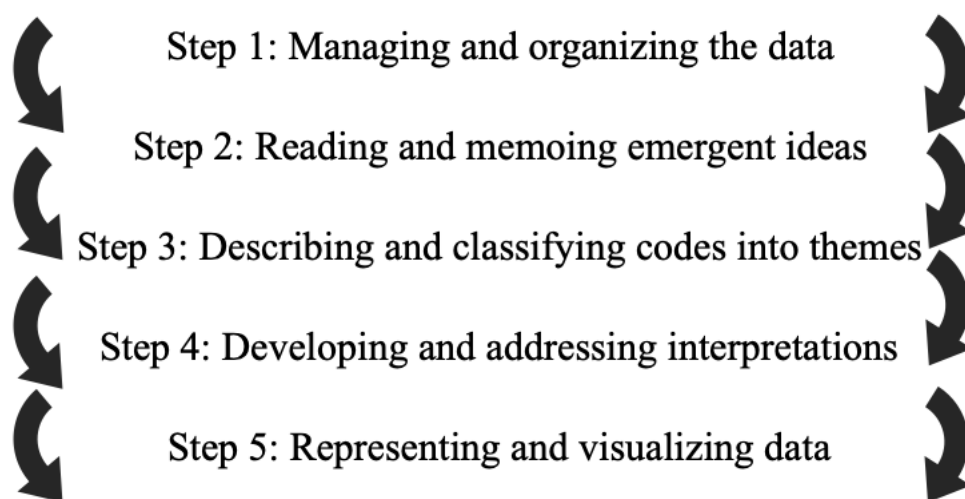 Step 1: Managing and organizing the data
Step 2: Reading and memoing emergent ideas
Step 3: Describing and classifying codes into themes
Step 4: Developing and addressing interpretations
Step 5: Representing and visualizing data